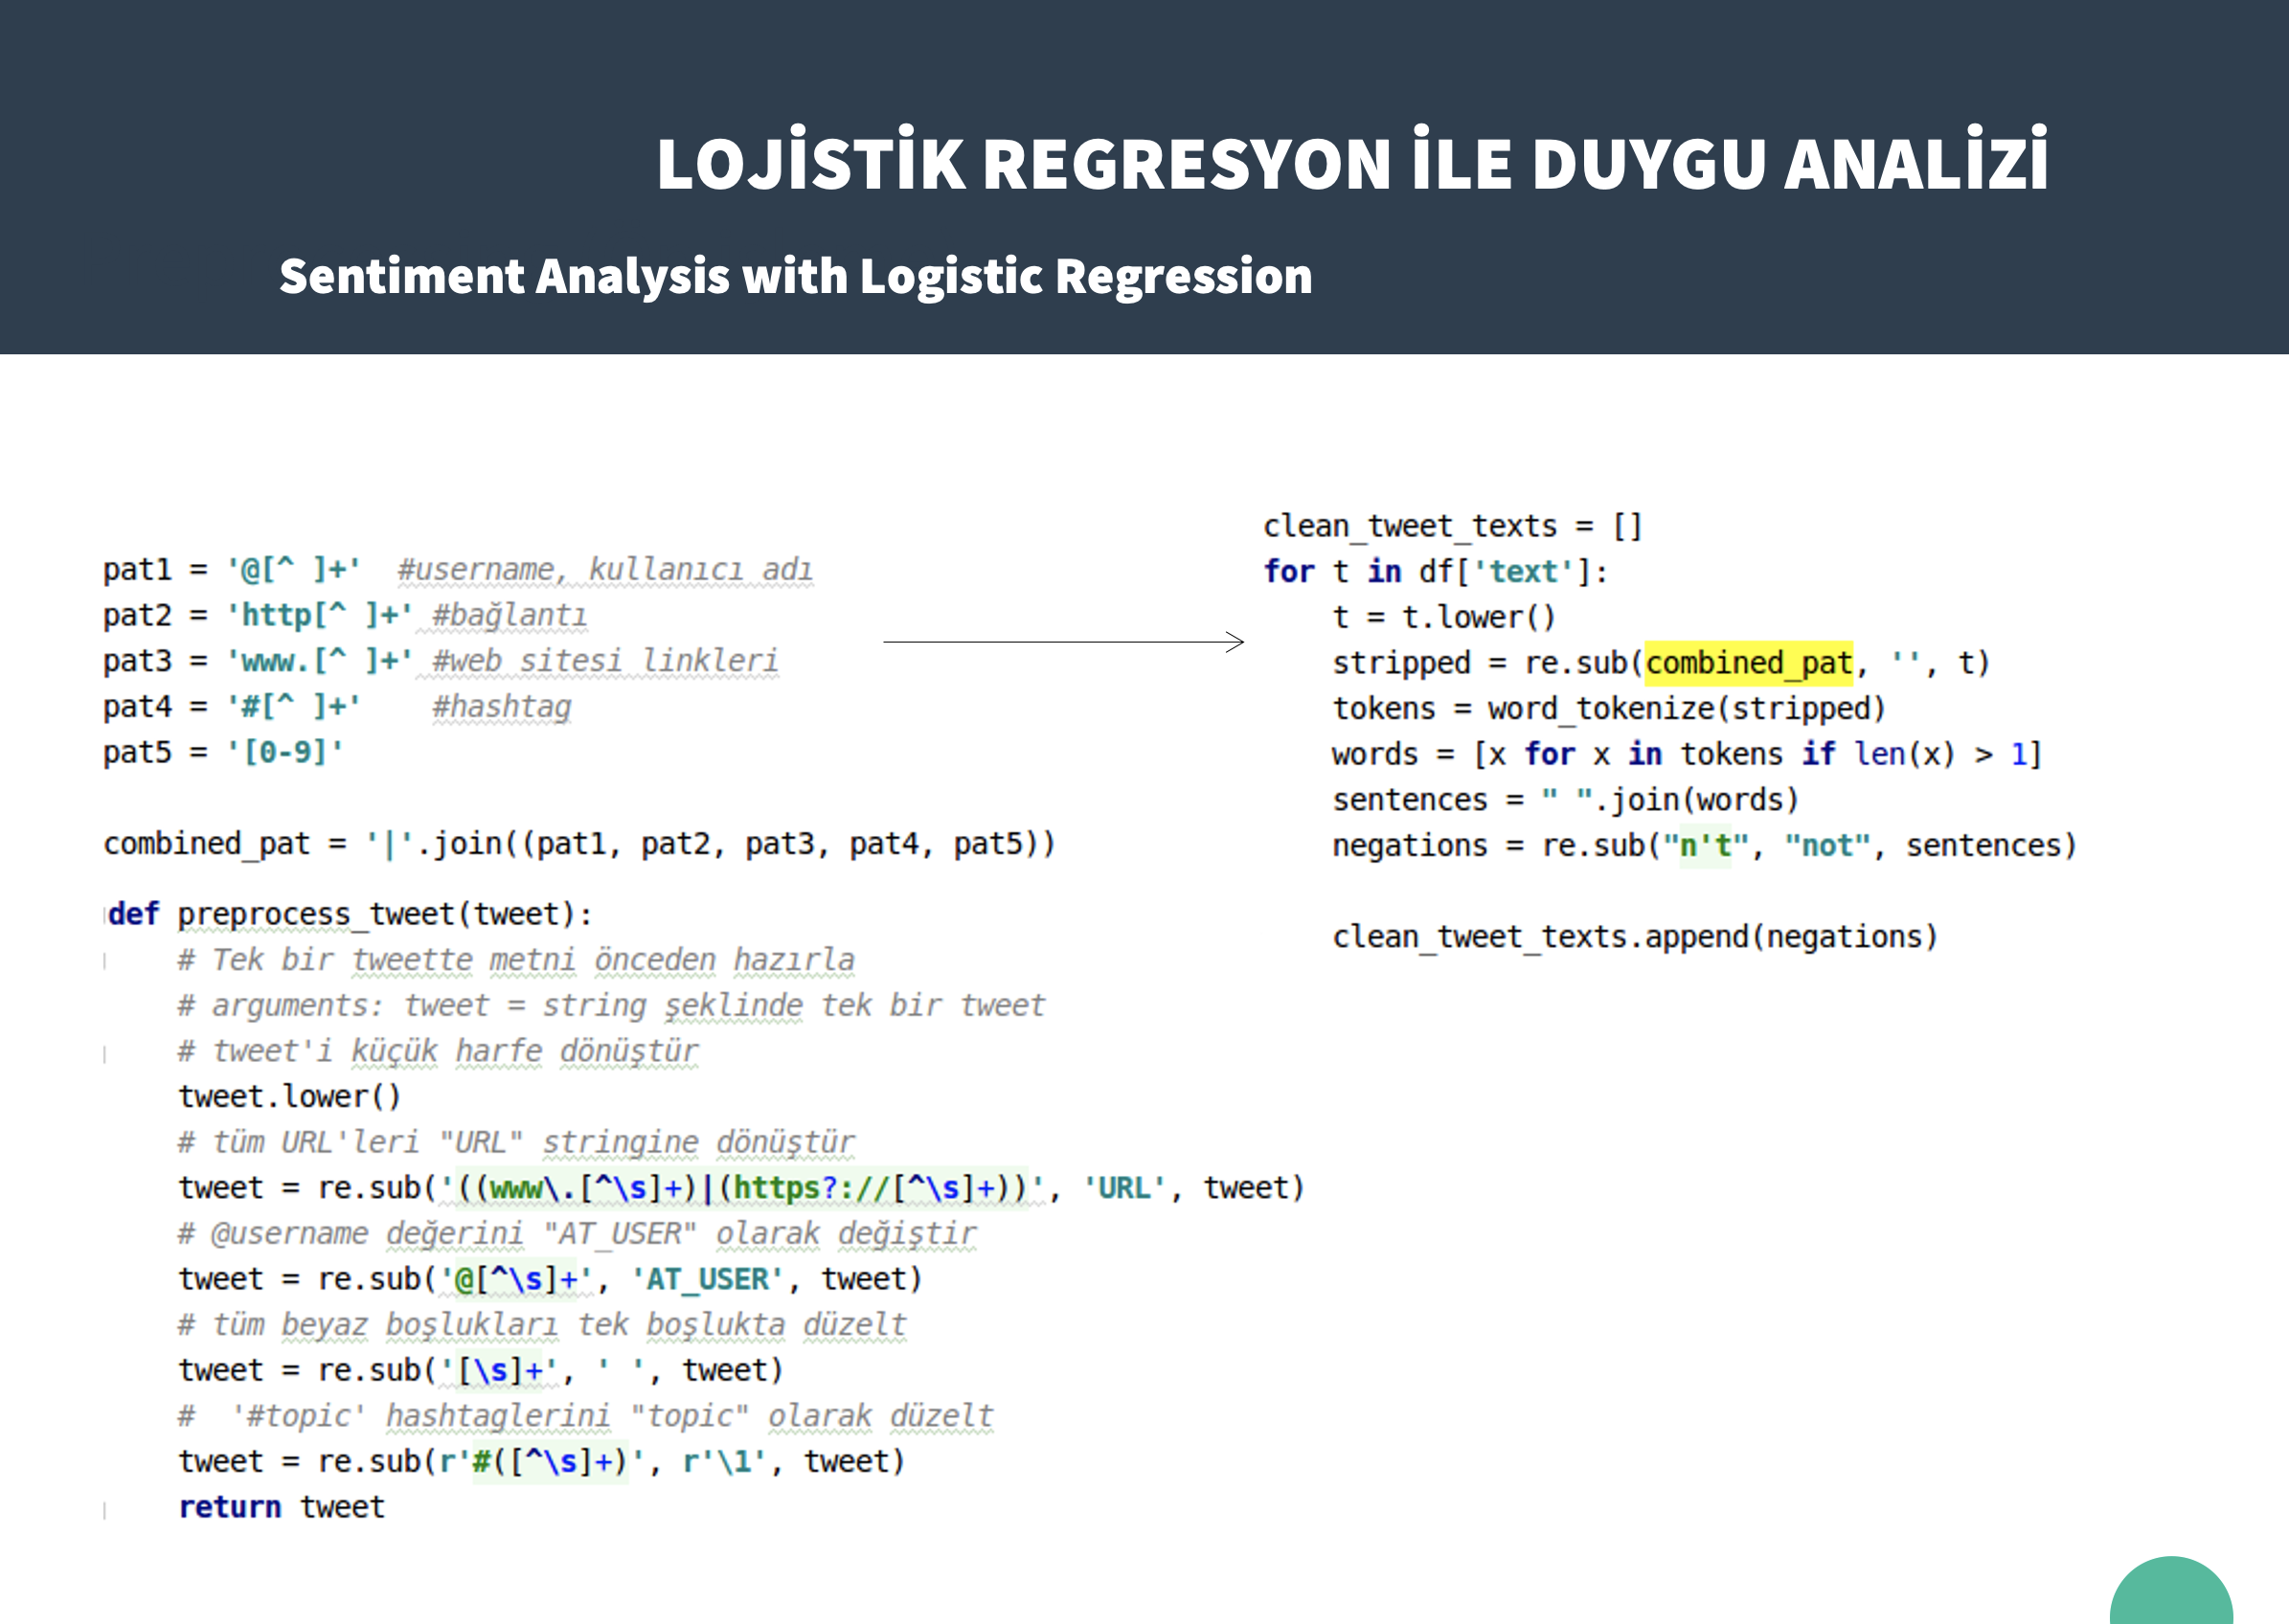 LOJİSTİK REGRESYON İLE DUYGU ANALİZİ
Sentiment Analysis with Logistic Regression
pat1 = '@[^ ]+'  #username, kullanıcı adı
pat2 = 'http[^ ]+' #bağlantı
pat3 = 'www.[^ ]+' #web sitesi linkleri
pat4 = '#[^ ]+'    #hashtag
pat5 = '[0-9]'
combined_pat = '|'.join((pat1, pat2, pat3, pat4, pat5))
def preprocess_tweet(tweet):
    # Tek bir tweette metni önceden hazırla
    # arguments: tweet = string şeklinde tek bir tweet
    # tweet'i küçük harfe dönüştür
    tweet.lower()
    # tüm URL'leri "URL" stringine dönüştür
    tweet = re.sub('((www\.[^\s]+)|(https?://[^\s]+))', 'URL', tweet)
    # @username değerini "AT_USER" olarak değiştir
    tweet = re.sub('@[^\s]+', 'AT_USER', tweet)
    # tüm beyaz boşlukları tek boşlukta düzelt
    tweet = re.sub('[\s]+', ' ', tweet)
    #  '#topic' hashtaglerini "topic" olarak düzelt
    tweet = re.sub(r'#([^\s]+)', r'\1', tweet)
    return tweet
clean_tweet_texts = []
for t in df['text']:
    t = t.lower()
    stripped = re.sub(combined_pat, '', t)
    tokens = word_tokenize(stripped)
    words = [x for x in tokens if len(x) > 1]
    sentences = " ".join(words)
    negations = re.sub("n't", "not", sentences)
    clean_tweet_texts.append(negations)